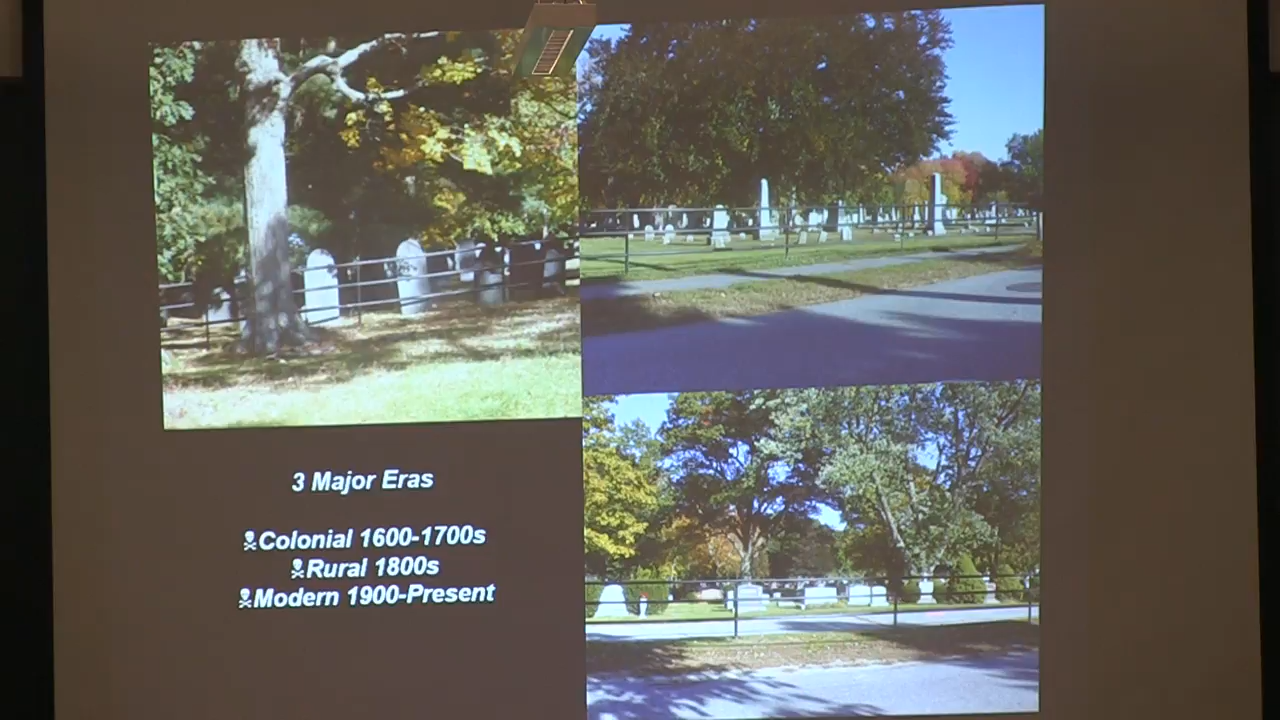 3 Major Eras
☠Colonial 1600-1700s
☠Rural 1800s
☠Modern 1900-Present